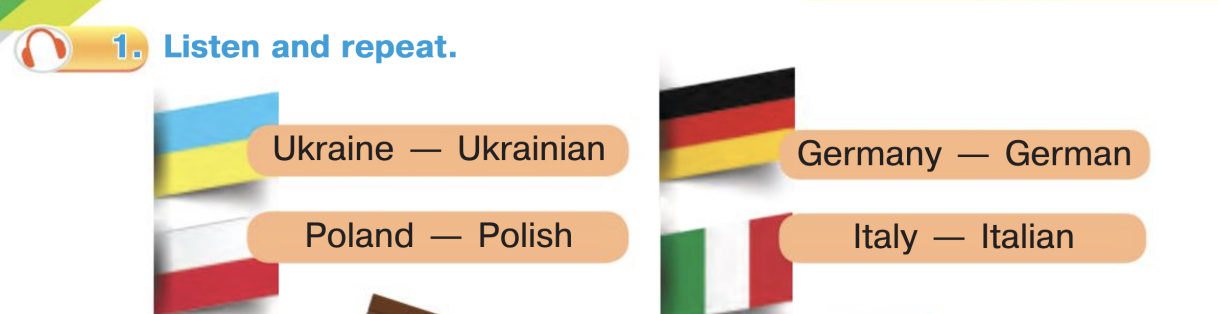 1. Listen and repeat.
Ukraine — Ukrainian
Germany — German
Poland — Polish
Italy — Italian